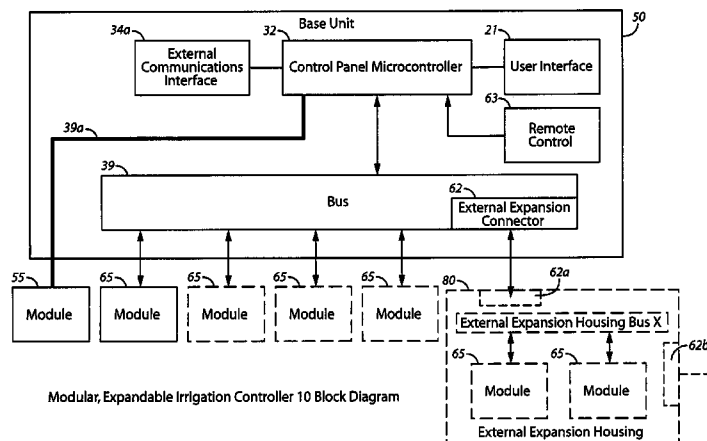 Base Unit
50
34a
External
Communications
Interface
32
Control Panel Microcontroller
21
User Interface
63
Remote
Control
39a
39
Bus
62
External Expansion
Connector
55
Module
65
Module
65
Module
65
Module
65
Module
80
62a
External Expansion Housing Bus X
62b
65
Module
65
Module
External Expansion Housing
Modular, Expandable Irrigation Controller 10 Block Diagram